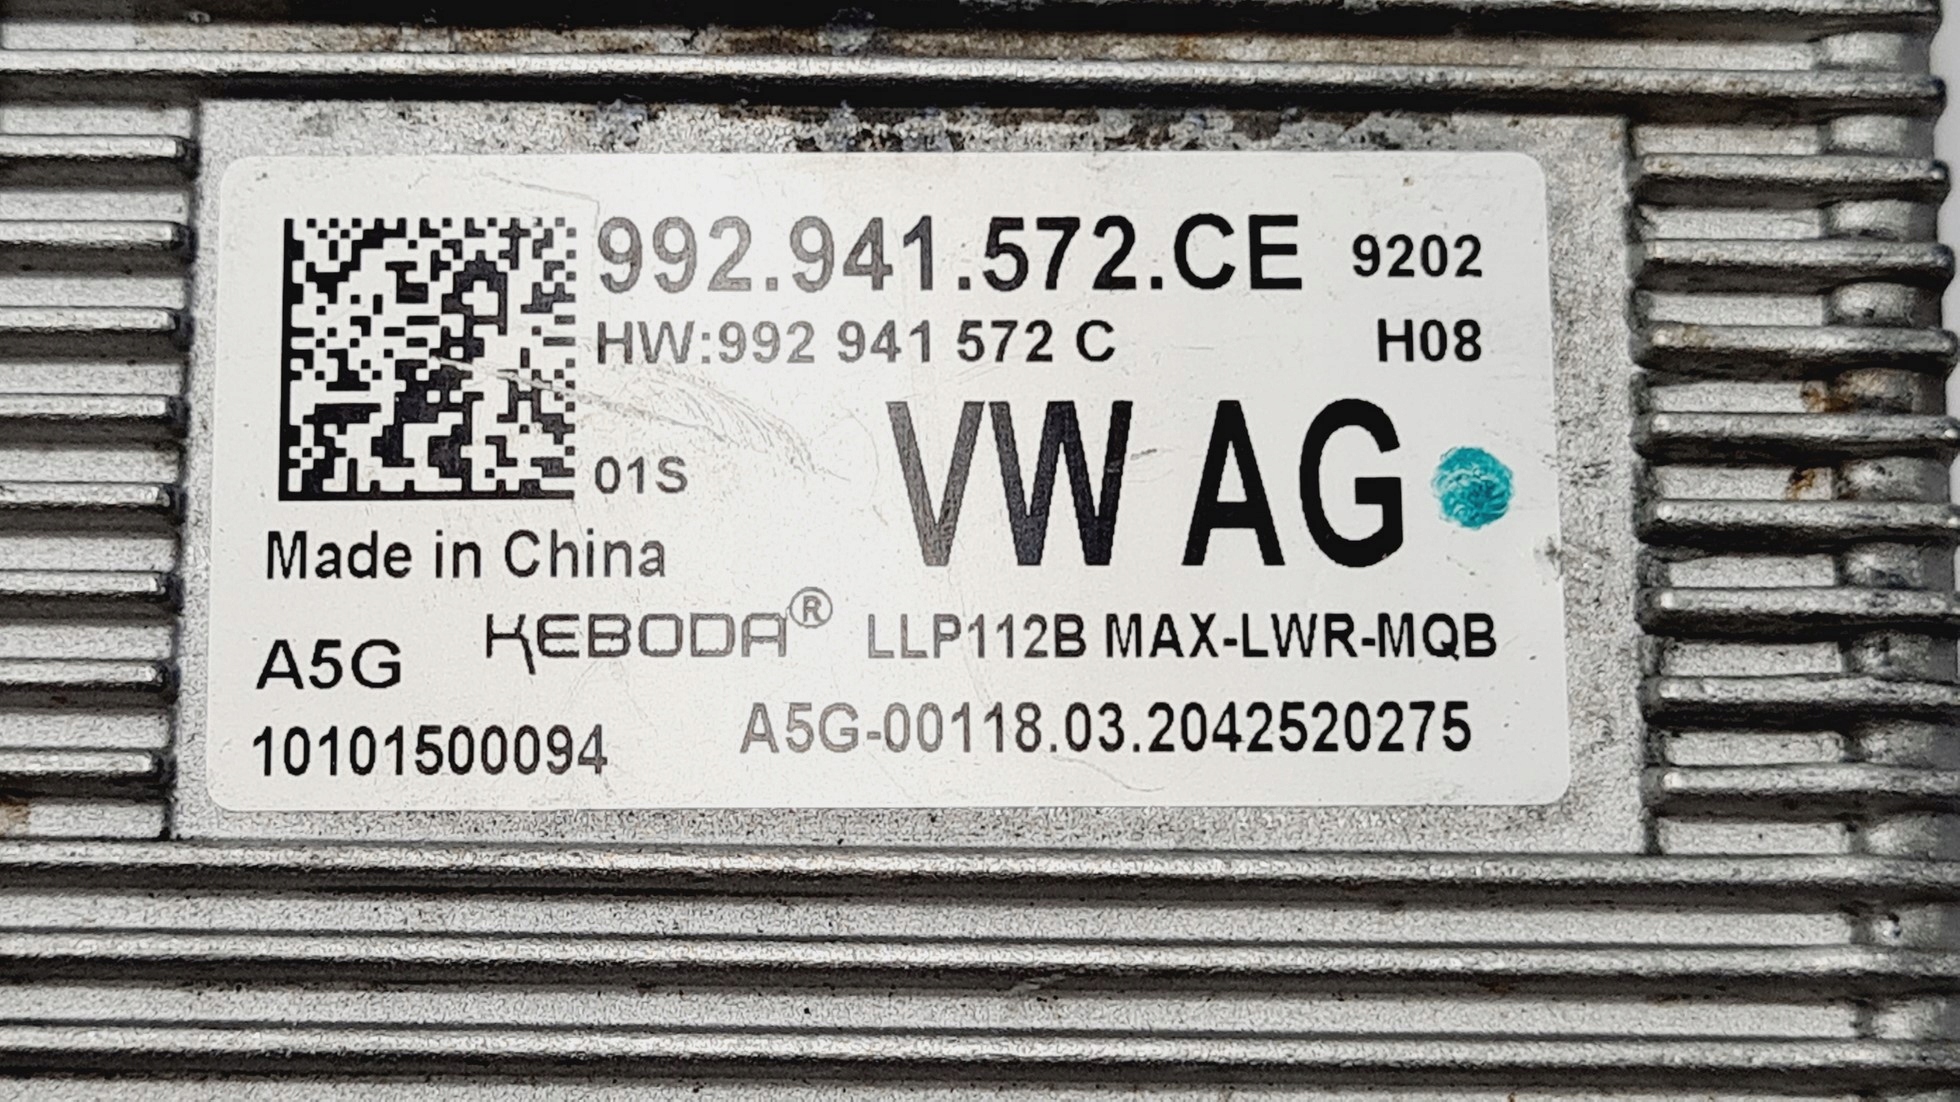 992.941.572.CE 9202
HW:992 941 572 C H08
VW AG
01S
Made in China
KEBODA® LLP112B MAX-LWR-MQB
A5G
10101500094 A5G-00118.03.2042520275